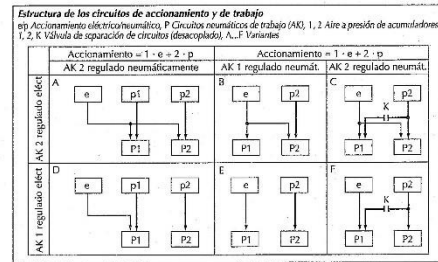 Estructura de los circuitos de accionamiento y de trabajo
e/p Accionamiento eléctrico/neumático, P Circuitos neumáticos de trabajo (AK), 1, 2 Aire a presión de acumuladores
1, 2, K Válvula de separación de circuitos (desacoplado), A...F Variantes
Accionamiento = 1 · e + 2 · p
Accionamiento = 1 · e + 2 · p
AK 2 regulado neumáticamente
AK 1 regulado neumát.
AK 2 regulado neumát.
AK 2 regulado eléct
A
e
p1
p2
P1
P2
B
e
p2
P1
P2
C
e
p2
K
P1
P2
AK 1 regulado eléct
D
e
p1
p2
P1
P2
E
e
p2
P1
P2
F
e
p2
K
P1
P2